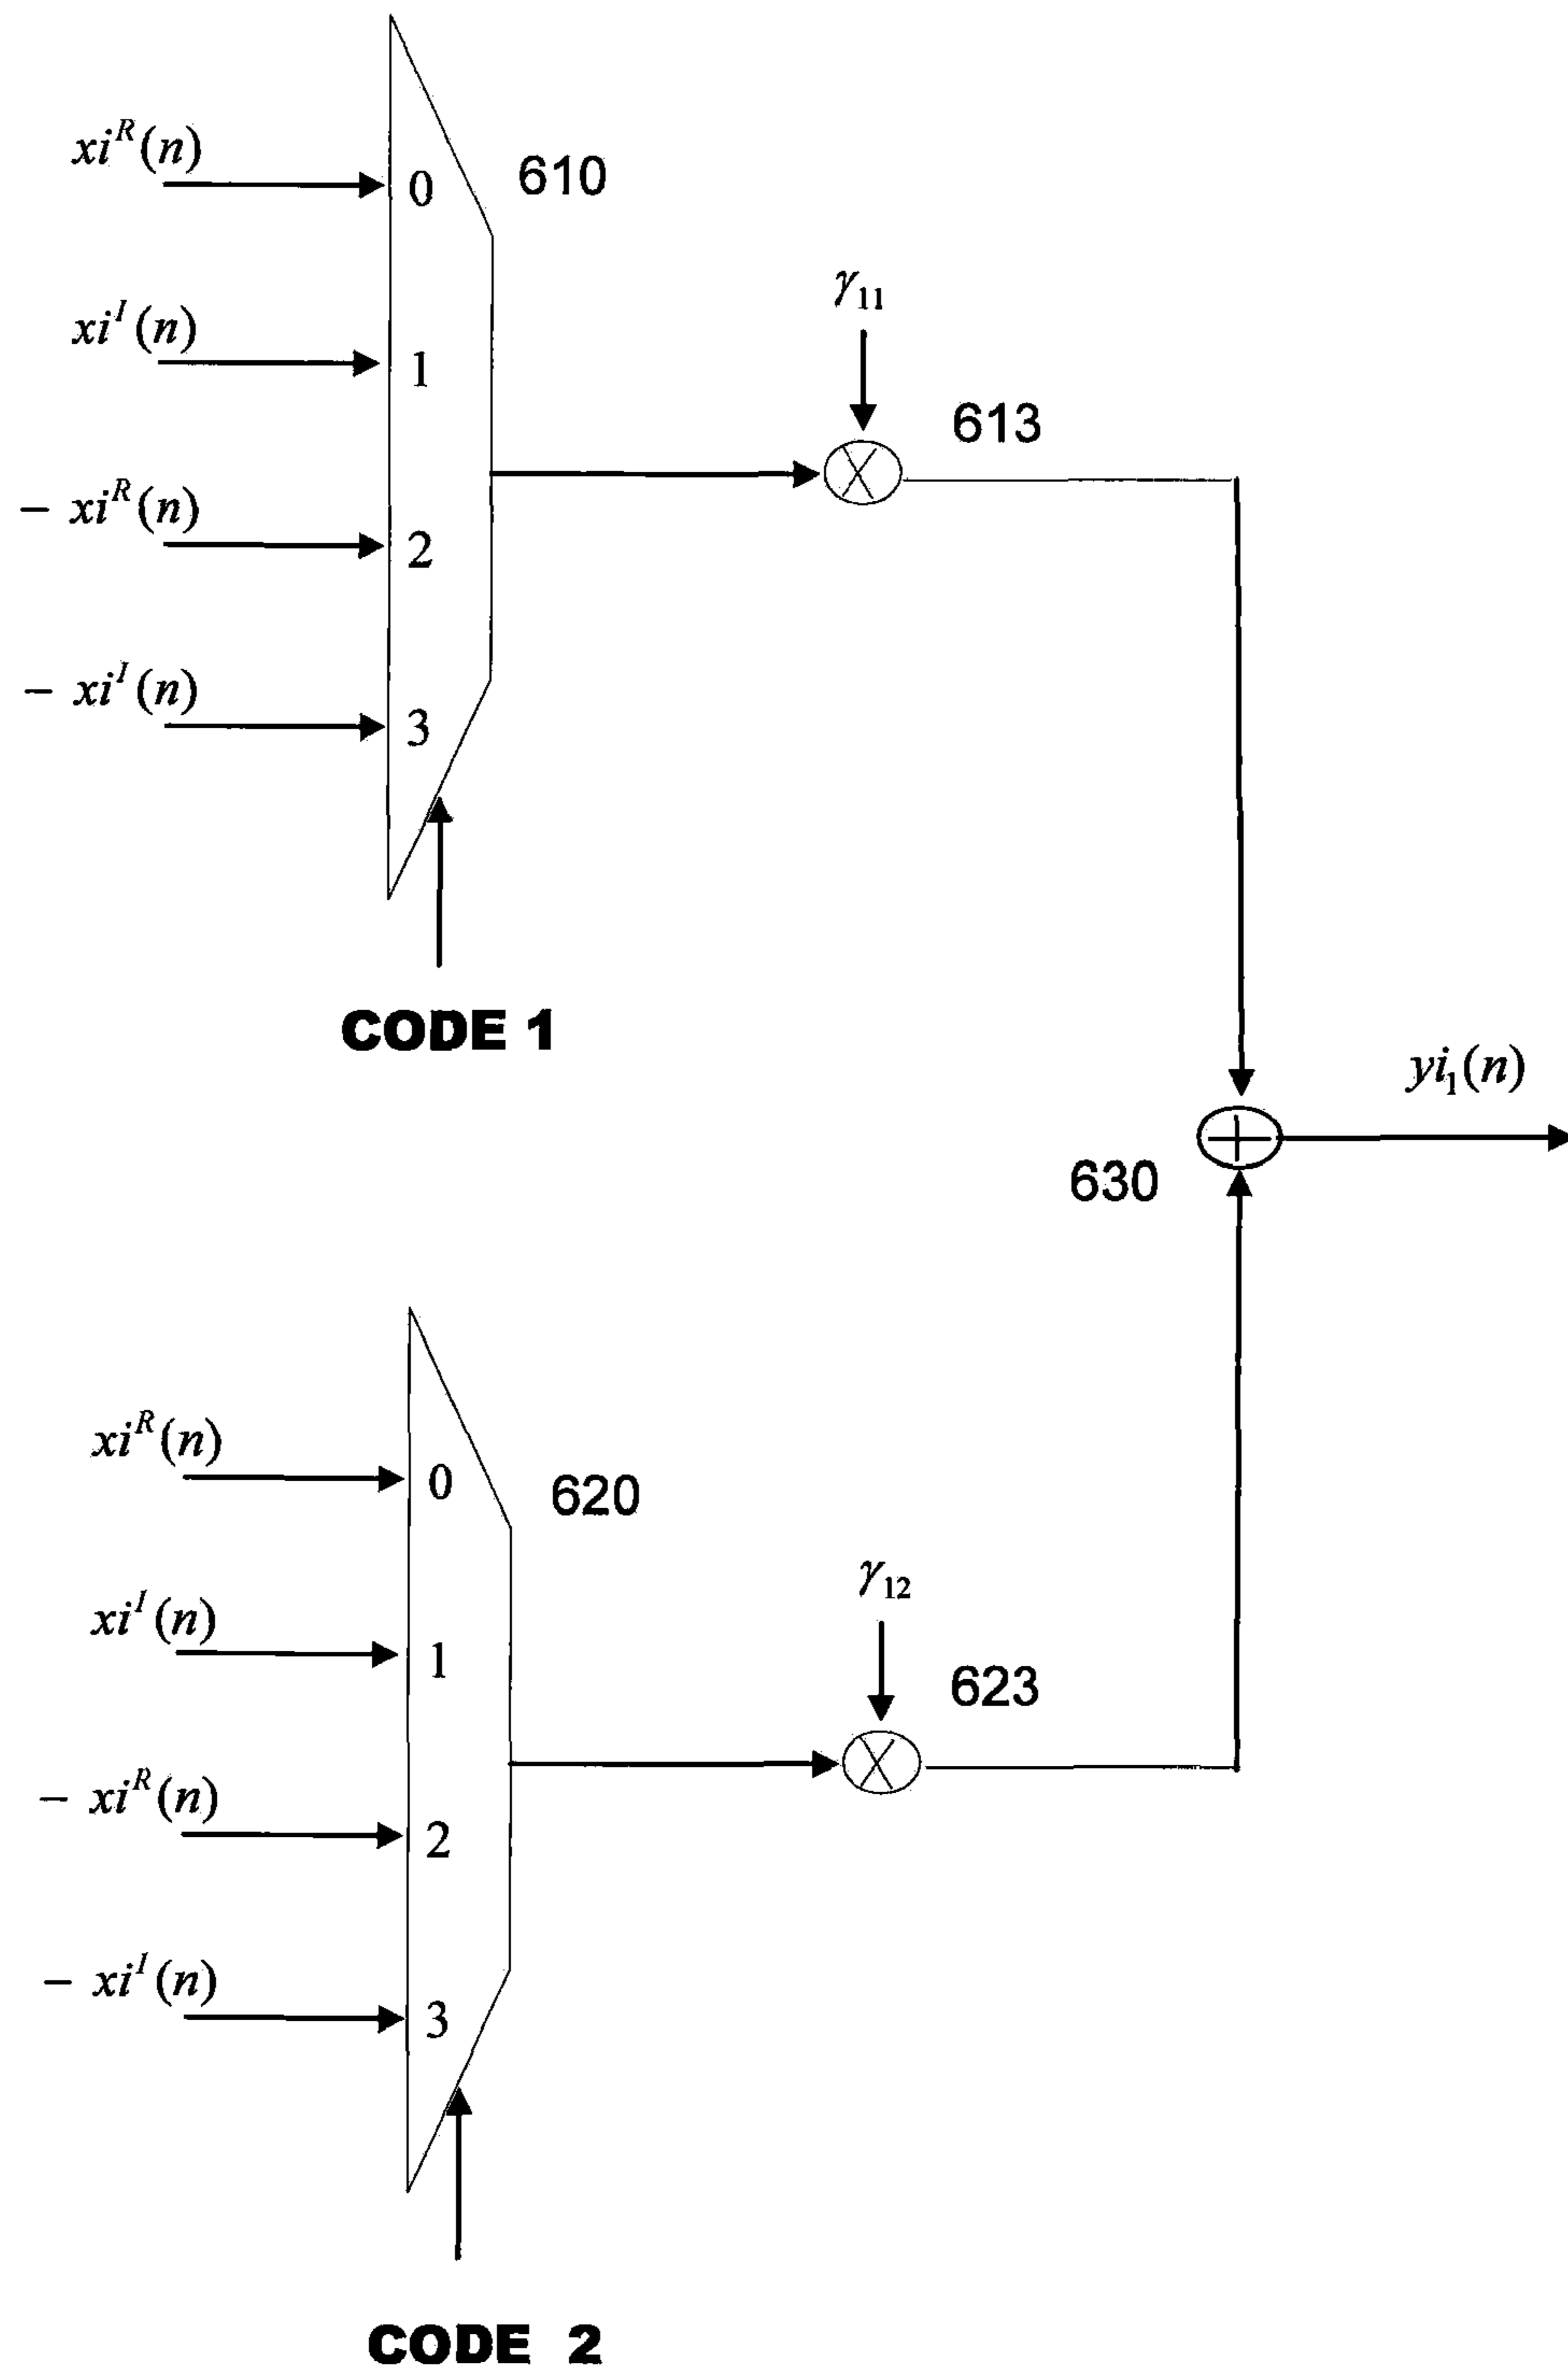 xi^R(n)
0
610
xi^I(n)
1
γ₁₁
613
− xi^R(n)
2
− xi^I(n)
3
CODE 1
yi₁(n)
630
xi^R(n)
0
620
xi^I(n)
1
γ₁₂
623
− xi^R(n)
2
− xi^I(n)
3
CODE 2